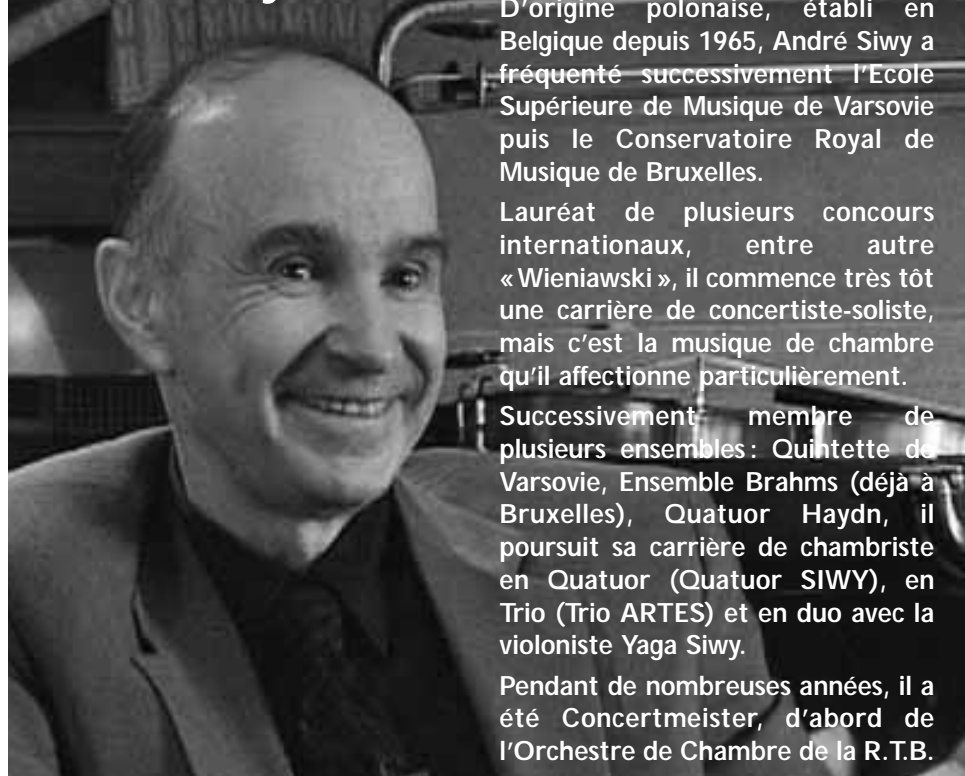 D'origine polonaise, établi en
Belgique depuis 1965, André Siwy a
fréquenté successivement l'Ecole
Supérieure de Musique de Varsovie
puis le Conservatoire Royal de
Musique de Bruxelles.
Lauréat de plusieurs concours
internationaux, entre autre
« Wieniawski », il commence très tôt
une carrière de concertiste-soliste,
mais c'est la musique de chambre
qu'il affectionne particulièrement.
Successivement membre de
plusieurs ensembles : Quintette de
Varsovie, Ensemble Brahms (déjà à
Bruxelles), Quatuor Haydn, il
poursuit sa carrière de chambriste
en Quatuor (Quatuor SIWY), en
Trio (Trio ARTES) et en duo avec la
violoniste Yaga Siwy.
Pendant de nombreuses années, il a
été Concertmeister, d'abord de
l'Orchestre de Chambre de la R.T.B.